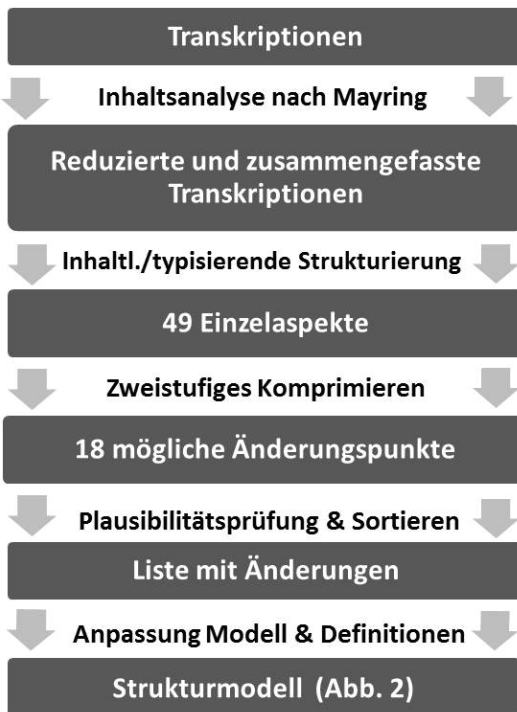 Transkriptionen
Inhaltsanalyse nach Mayring
Reduzierte und zusammengefasste
Transkriptionen
Inhaltl./typisierende Strukturierung
49 Einzelaspekte
Zweistufiges Komprimieren
18 mögliche Änderungspunkte
Plausibilitätsprüfung & Sortieren
Liste mit Änderungen
Anpassung Modell & Definitionen
Strukturmodell (Abb. 2)